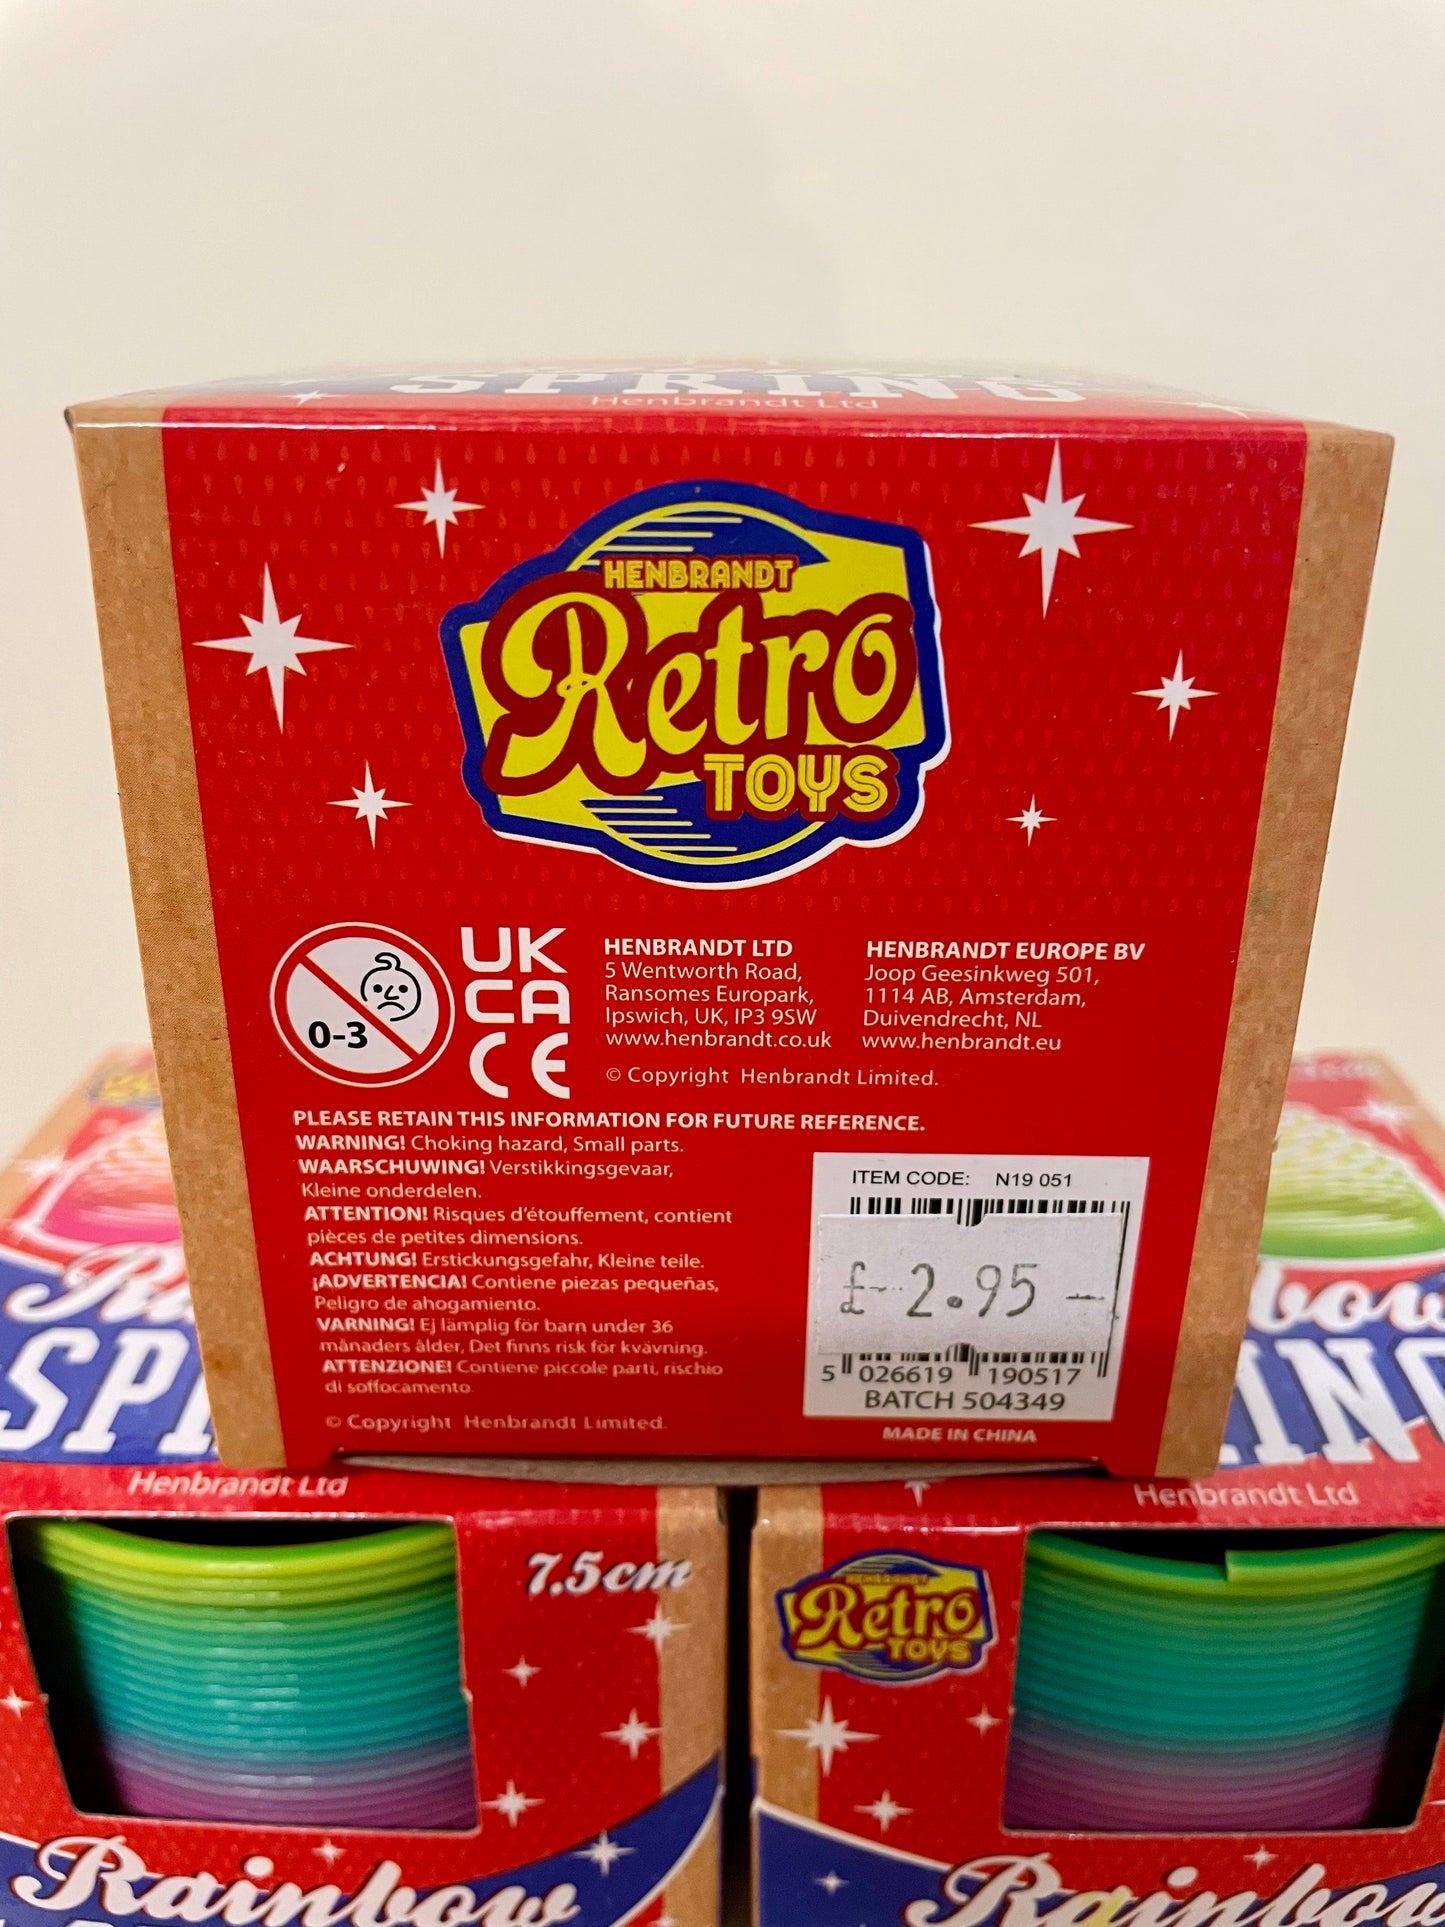 SPRING
Henbrandt Ltd
HENBRANDT
Retro
TOYS
0-3
UK
CA
CE
HENBRANDT LTD
5 Wentworth Road,
Ransomes Europark,
Ipswich, UK, IP3 9SW
www.henbrandt.co.uk
HENBRANDT EUROPE BV
Joop Geesinkweg 501,
1114 AB, Amsterdam,
Duivendrecht, NL
www.henbrandt.eu
© Copyright Henbrandt Limited.
PLEASE RETAIN THIS INFORMATION FOR FUTURE REFERENCE.
WARNING! Choking hazard, Small parts.
WAARSCHUWING! Verstikkingsgevaar,
Kleine onderdelen.
ATTENTION! Risques d'étouffement, contient
pièces de petites dimensions.
ACHTUNG! Erstickungsgefahr, Kleine teile.
¡ADVERTENCIA! Contiene piezas pequeñas,
Peligro de ahogamiento.
VARNING! Ej lämplig för barn under 36
månaders ålder, Det finns risk för kvävning.
ATTENZIONE! Contiene piccole parti, rischio
di soffocamento
© Copyright Henbrandt Limited.
ITEM CODE: N19 051
£ 2.95
5 026619 190517
BATCH 504349
MADE IN CHINA
Henbrandt Ltd
7.5cm
Rainbow
Henbrandt Ltd
HENBRANDT
Retro
TOYS
Rainbow